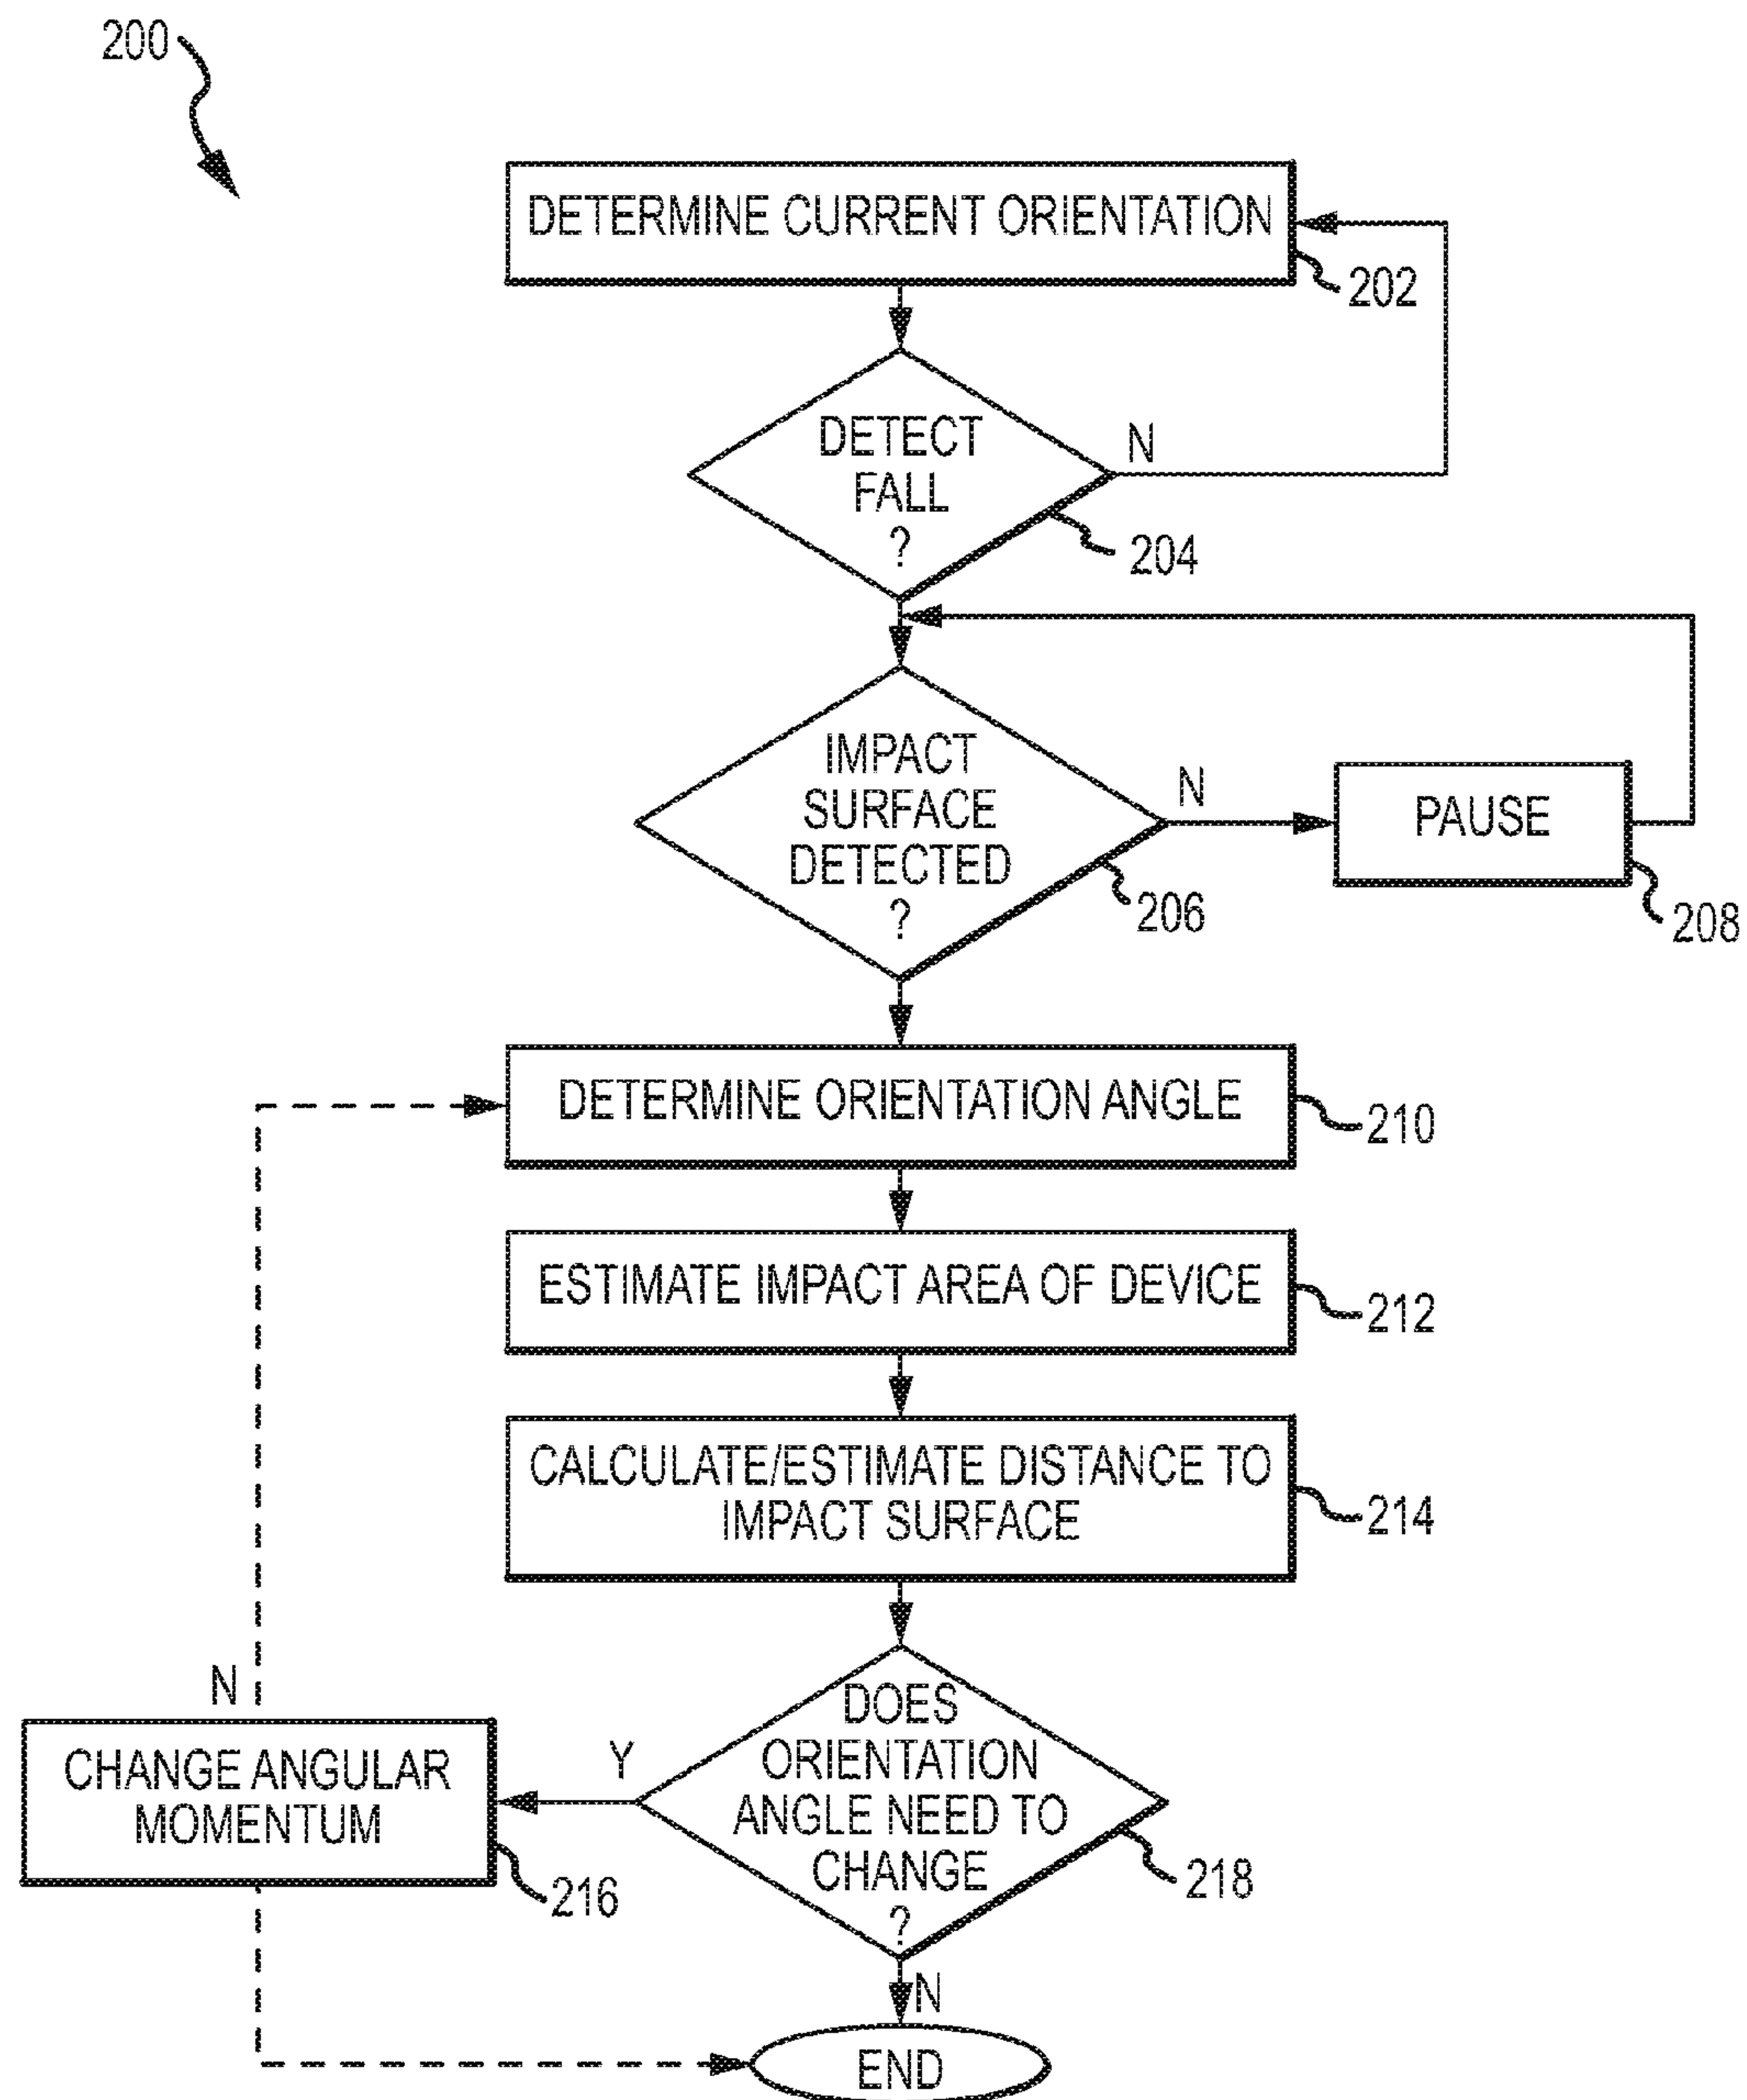 200
DETERMINE CURRENT ORIENTATION
202
DETECT
FALL
?
N
204
IMPACT
SURFACE
DETECTED
?
N
206
PAUSE
208
DETERMINE ORIENTATION ANGLE
210
ESTIMATE IMPACT AREA OF DEVICE
212
CALCULATE/ESTIMATE DISTANCE TO
IMPACT SURFACE
214
DOES
ORIENTATION
ANGLE NEED TO
CHANGE
?
218
Y
N
CHANGE ANGULAR
MOMENTUM
216
N
END